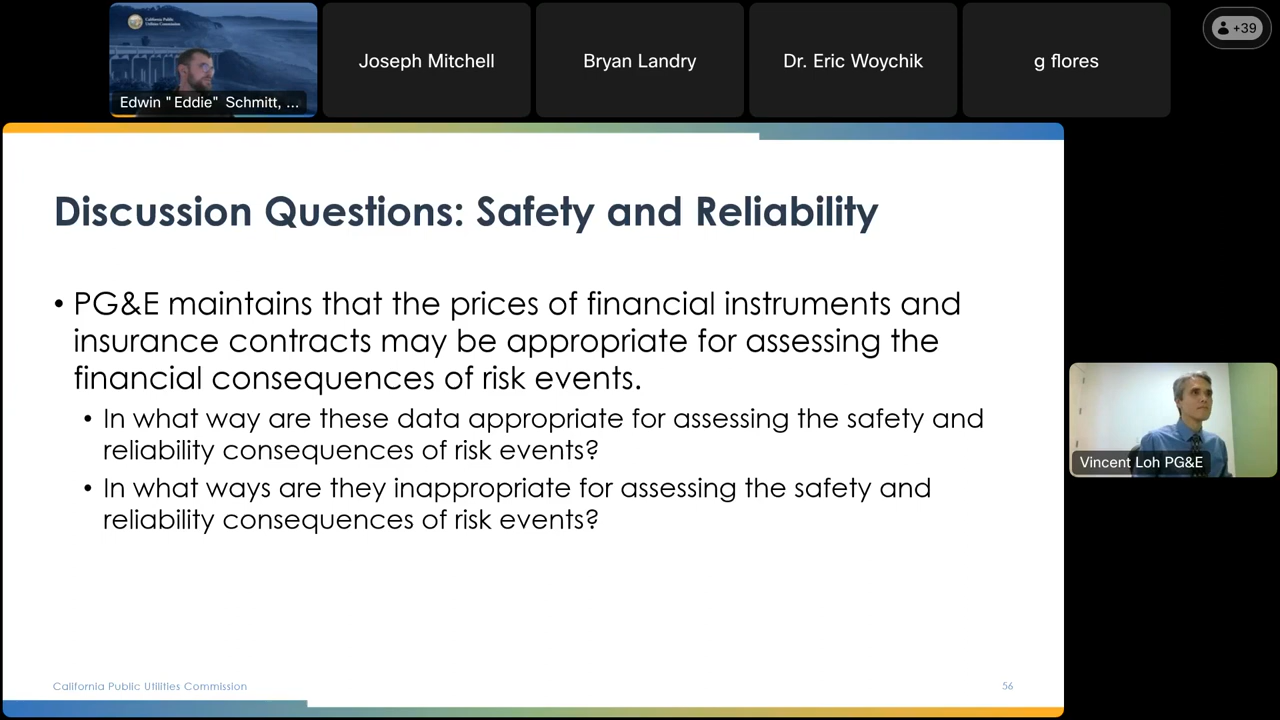 California Public
Utilities Commission
Edwin "Eddie" Schmitt, ...
Joseph Mitchell
Bryan Landry
Dr. Eric Woychik
g flores
+39
Discussion Questions: Safety and Reliability
• PG&E maintains that the prices of financial instruments and
insurance contracts may be appropriate for assessing the
financial consequences of risk events.
• In what way are these data appropriate for assessing the safety and
reliability consequences of risk events?
• In what ways are they inappropriate for assessing the safety and
reliability consequences of risk events?
Vincent Loh PG&E
California Public Utilities Commission
56